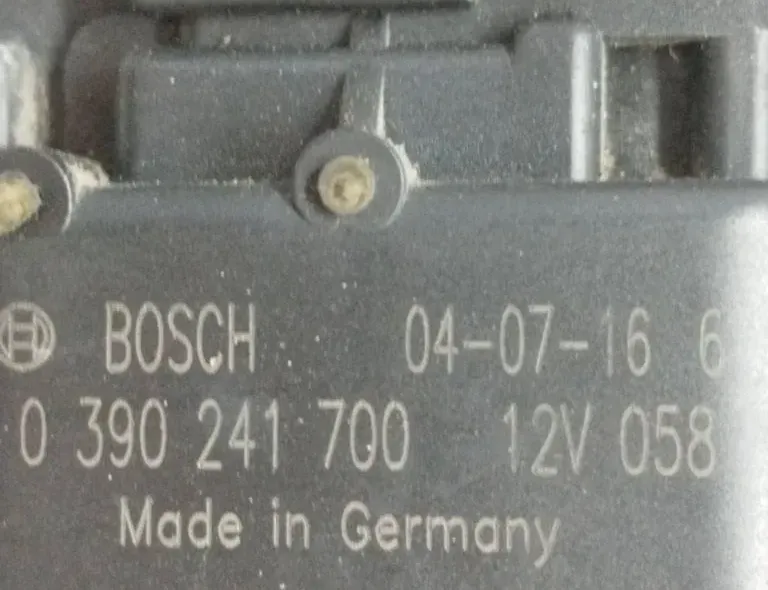 BOSCH 04-07-16 6
0 390 241 700 12V 058
Made in Germany